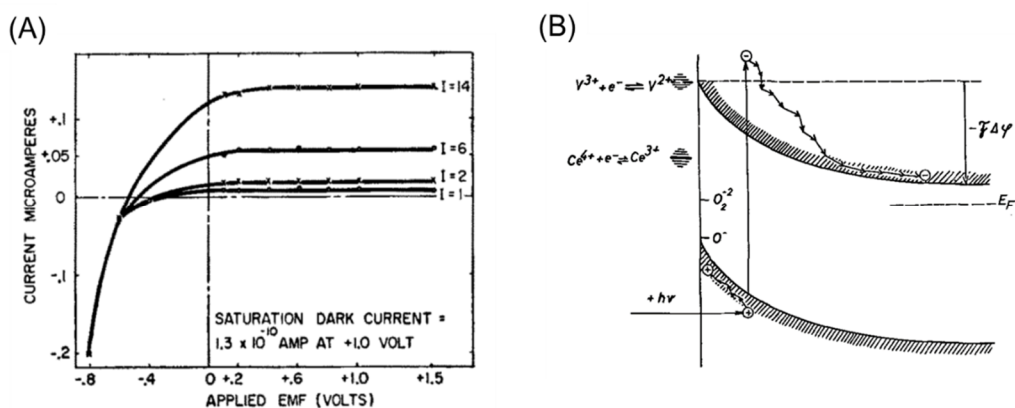 (A)
CURRENT MICROAMPERES
+.1
+.05
0
-.1
-.2
I=14
I=6
I=2
I=1
SATURATION DARK CURRENT =
1.3 x 10⁻¹⁰ AMP AT +1.0 VOLT
-.8 -.4 0 +.2 +.6 +1.0 +1.5
APPLIED EMF (VOLTS)
(B)
V³⁺+e⁻⇌V²⁺
Ce⁴⁺+e⁻⇌Ce³⁺
O₂⁻²
O⁻
+hν
-ℱΔφ
E_F